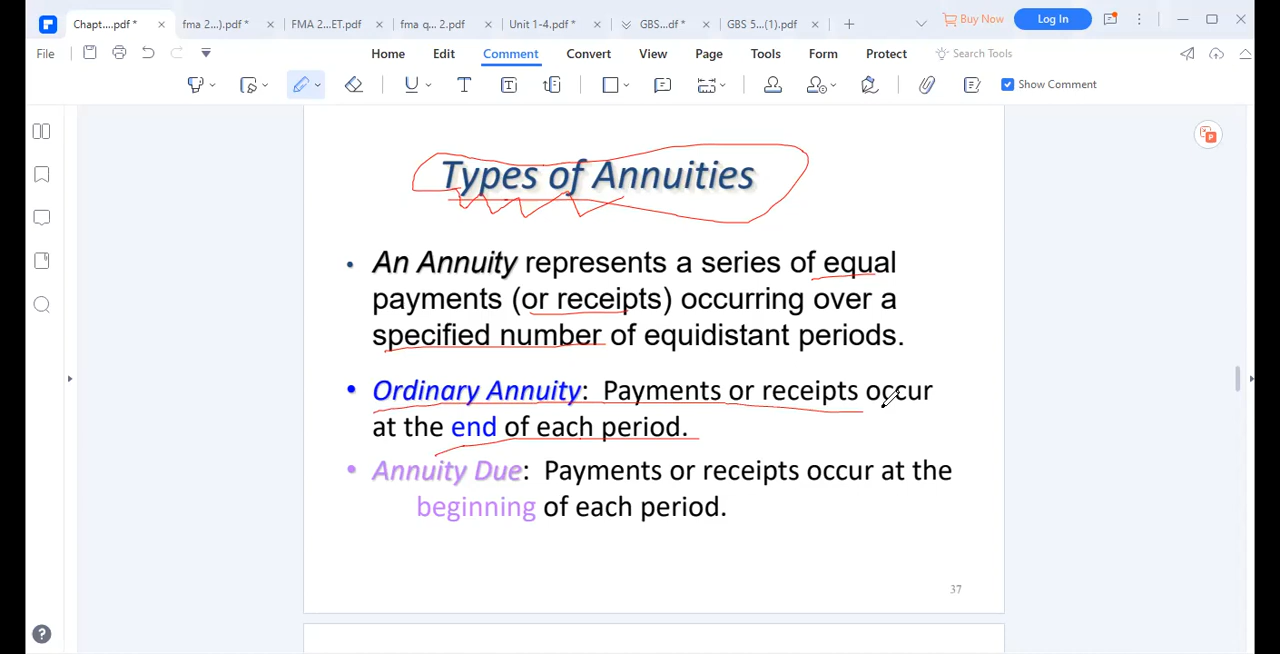 Chapt....pdf *
fma 2...).pdf *
FMA 2...ET.pdf
fma q... 2.pdf
Unit 1-4.pdf *
GBS...df *
GBS 5...(1).pdf
Buy Now
Log In
File
Home
Edit
Comment
Convert
View
Page
Tools
Form
Protect
Search Tools
Show Comment
Types of Annuities
• An Annuity represents a series of equal
payments (or receipts) occurring over a
specified number of equidistant periods.
• Ordinary Annuity: Payments or receipts occur
at the end of each period.
• Annuity Due: Payments or receipts occur at the
beginning of each period.
37